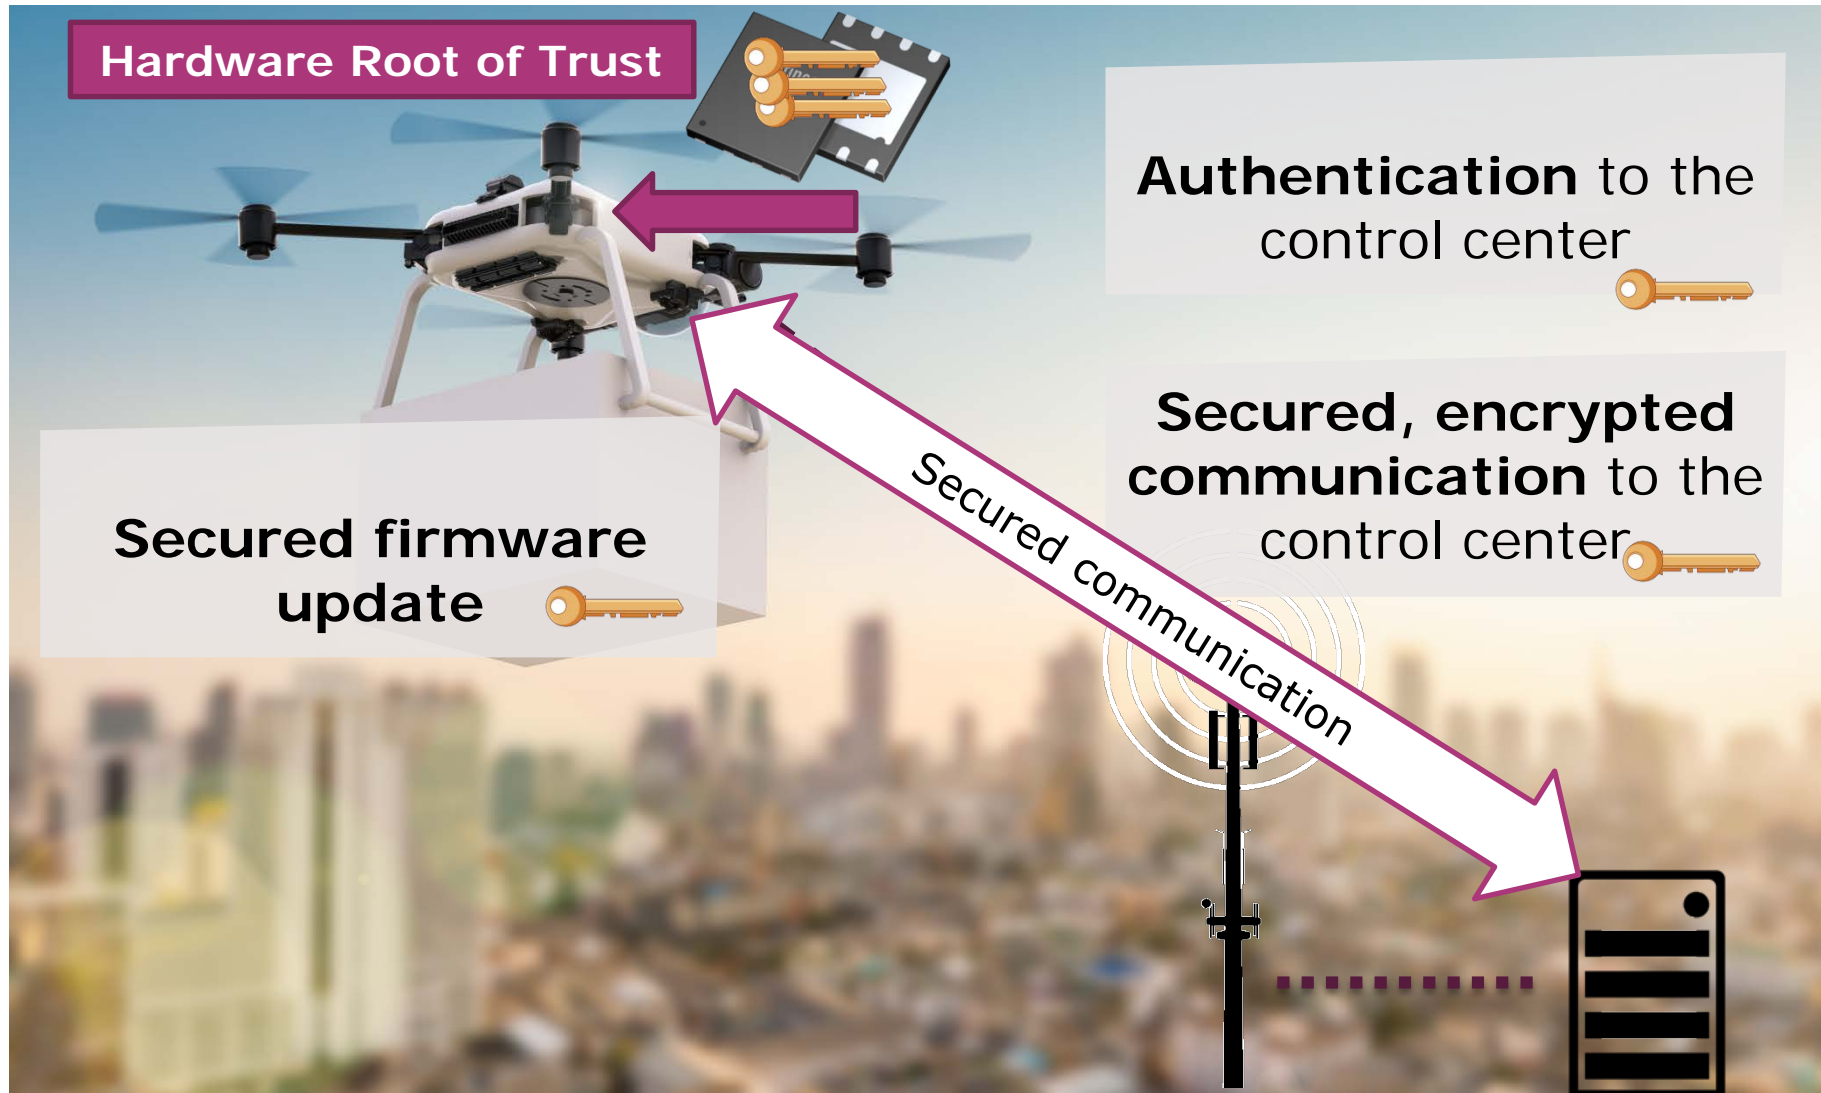 Hardware Root of Trust
Authentication to the
control center
Secured, encrypted
communication to the
control center
Secured firmware
update
Secured communication